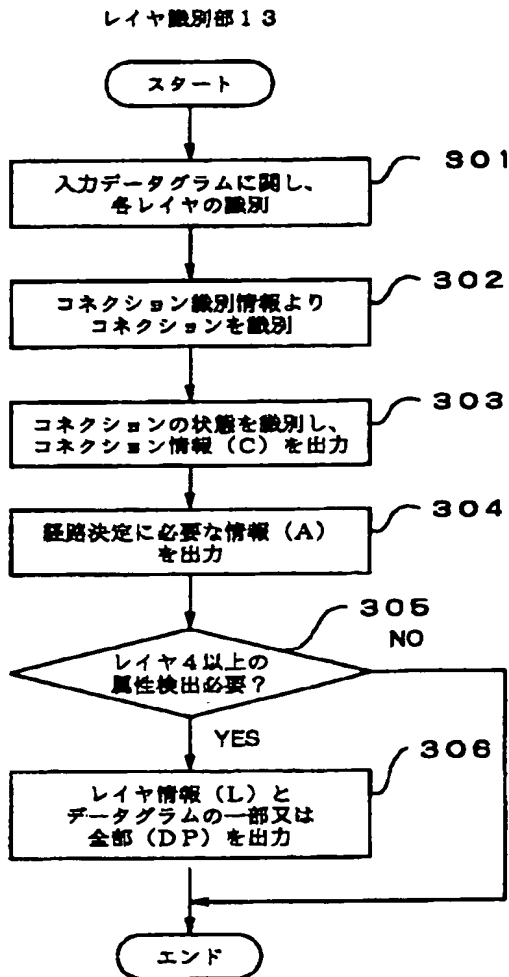 レイヤ識別部13
スタート
301
入力データグラムに関し、
各レイヤの識別
302
コネクション識別情報より
コネクションを識別
303
コネクションの状態を識別し、
コネクション情報(C)を出力
304
経路決定に必要な情報(A)
を出力
305
NO
レイヤ4以上の
属性検出必要?
YES
306
レイヤ情報(L)と
データグラムの一部又は
全部(DP)を出力
エンド